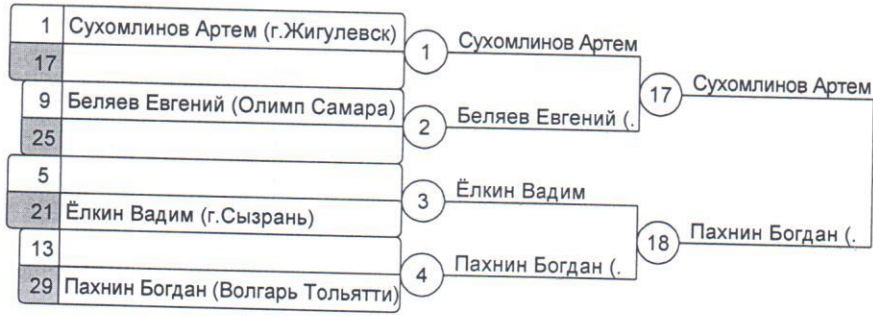 1 Сухомлинов Артем (г.Жигулевск)
17
1 Сухомлинов Артем
9 Беляев Евгений (Олимп Самара)
25
2 Беляев Евгений (.
17 Сухомлинов Артем
5
21 Ёлкин Вадим (г.Сызрань)
3 Ёлкин Вадим
13
29 Пахнин Богдан (Волгарь Тольятти)
4 Пахнин Богдан (.
18 Пахнин Богдан (.